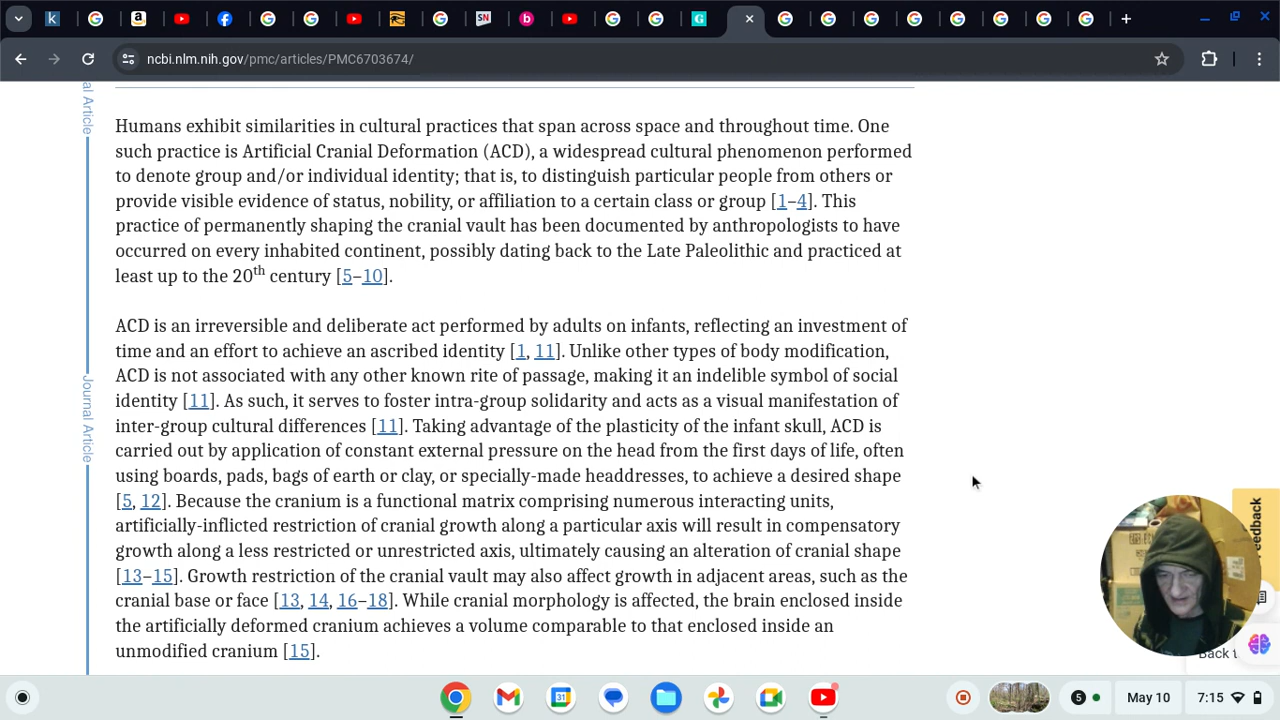 ncbi.nlm.nih.gov/pmc/articles/PMC6703674/
al Article
Journal Article
Humans exhibit similarities in cultural practices that span across space and throughout time. One
such practice is Artificial Cranial Deformation (ACD), a widespread cultural phenomenon performed
to denote group and/or individual identity; that is, to distinguish particular people from others or
provide visible evidence of status, nobility, or affiliation to a certain class or group [1–4]. This
practice of permanently shaping the cranial vault has been documented by anthropologists to have
occurred on every inhabited continent, possibly dating back to the Late Paleolithic and practiced at
least up to the 20th century [5–10].
ACD is an irreversible and deliberate act performed by adults on infants, reflecting an investment of
time and an effort to achieve an ascribed identity [1, 11]. Unlike other types of body modification,
ACD is not associated with any other known rite of passage, making it an indelible symbol of social
identity [11]. As such, it serves to foster intra-group solidarity and acts as a visual manifestation of
inter-group cultural differences [11]. Taking advantage of the plasticity of the infant skull, ACD is
carried out by application of constant external pressure on the head from the first days of life, often
using boards, pads, bags of earth or clay, or specially-made headdresses, to achieve a desired shape
[5, 12]. Because the cranium is a functional matrix comprising numerous interacting units,
artificially-inflicted restriction of cranial growth along a particular axis will result in compensatory
growth along a less restricted or unrestricted axis, ultimately causing an alteration of cranial shape
[13–15]. Growth restriction of the cranial vault may also affect growth in adjacent areas, such as the
cranial base or face [13, 14, 16–18]. While cranial morphology is affected, the brain enclosed inside
the artificially deformed cranium achieves a volume comparable to that enclosed inside an
unmodified cranium [15].
eedback
Back t
5
May 10
7:15